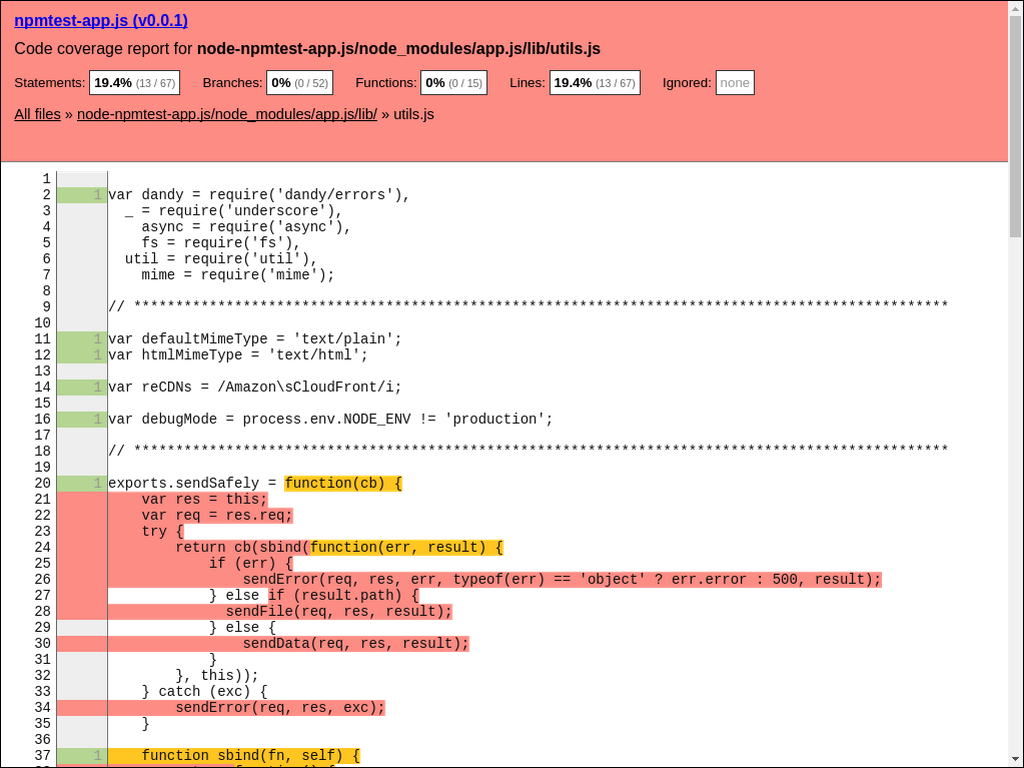 npmtest-app.js (v0.0.1)
Code coverage report for node-npmtest-app.js/node_modules/app.js/lib/utils.js
Statements: 19.4% (13 / 67) Branches: 0% (0 / 52) Functions: 0% (0 / 15) Lines: 19.4% (13 / 67) Ignored: none
All files » node-npmtest-app.js/node_modules/app.js/lib/ » utils.js
1
2 1 var dandy = require('dandy/errors'),
3 _ = require('underscore'),
4 async = require('async'),
5 fs = require('fs'),
6 util = require('util'),
7 mime = require('mime');
8
9 // *************************************************************************************************
10
11 1 var defaultMimeType = 'text/plain';
12 1 var htmlMimeType = 'text/html';
13
14 1 var reCDNs = /Amazon\sCloudFront/i;
15
16 1 var debugMode = process.env.NODE_ENV != 'production';
17
18 // *************************************************************************************************
19
20 1 exports.sendSafely = function(cb) {
21 var res = this;
22 var req = res.req;
23 try {
24 return cb(sbind(function(err, result) {
25 if (err) {
26 sendError(req, res, err, typeof(err) == 'object' ? err.error : 500, result);
27 } else if (result.path) {
28 sendFile(req, res, result);
29 } else {
30 sendData(req, res, result);
31 }
32 }, this));
33 } catch (exc) {
34 sendError(req, res, exc);
35 }
36
37 1 function sbind(fn, self) {